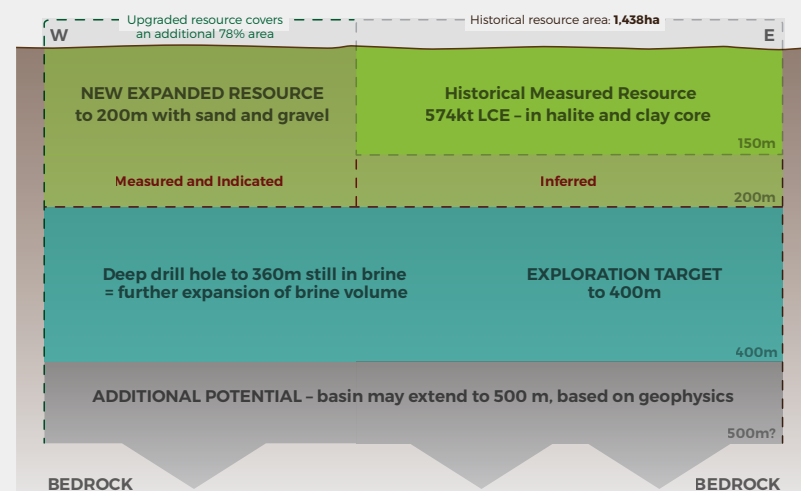 Upgraded resource covers
an additional 78% area
Historical resource area: 1,438ha
W
E
NEW EXPANDED RESOURCE
to 200m with sand and gravel
Historical Measured Resource
574kt LCE – in halite and clay core
150m
Measured and Indicated
Inferred
200m
Deep drill hole to 360m still in brine
= further expansion of brine volume
EXPLORATION TARGET
to 400m
400m
ADDITIONAL POTENTIAL – basin may extend to 500 m, based on geophysics
500m?
BEDROCK
BEDROCK